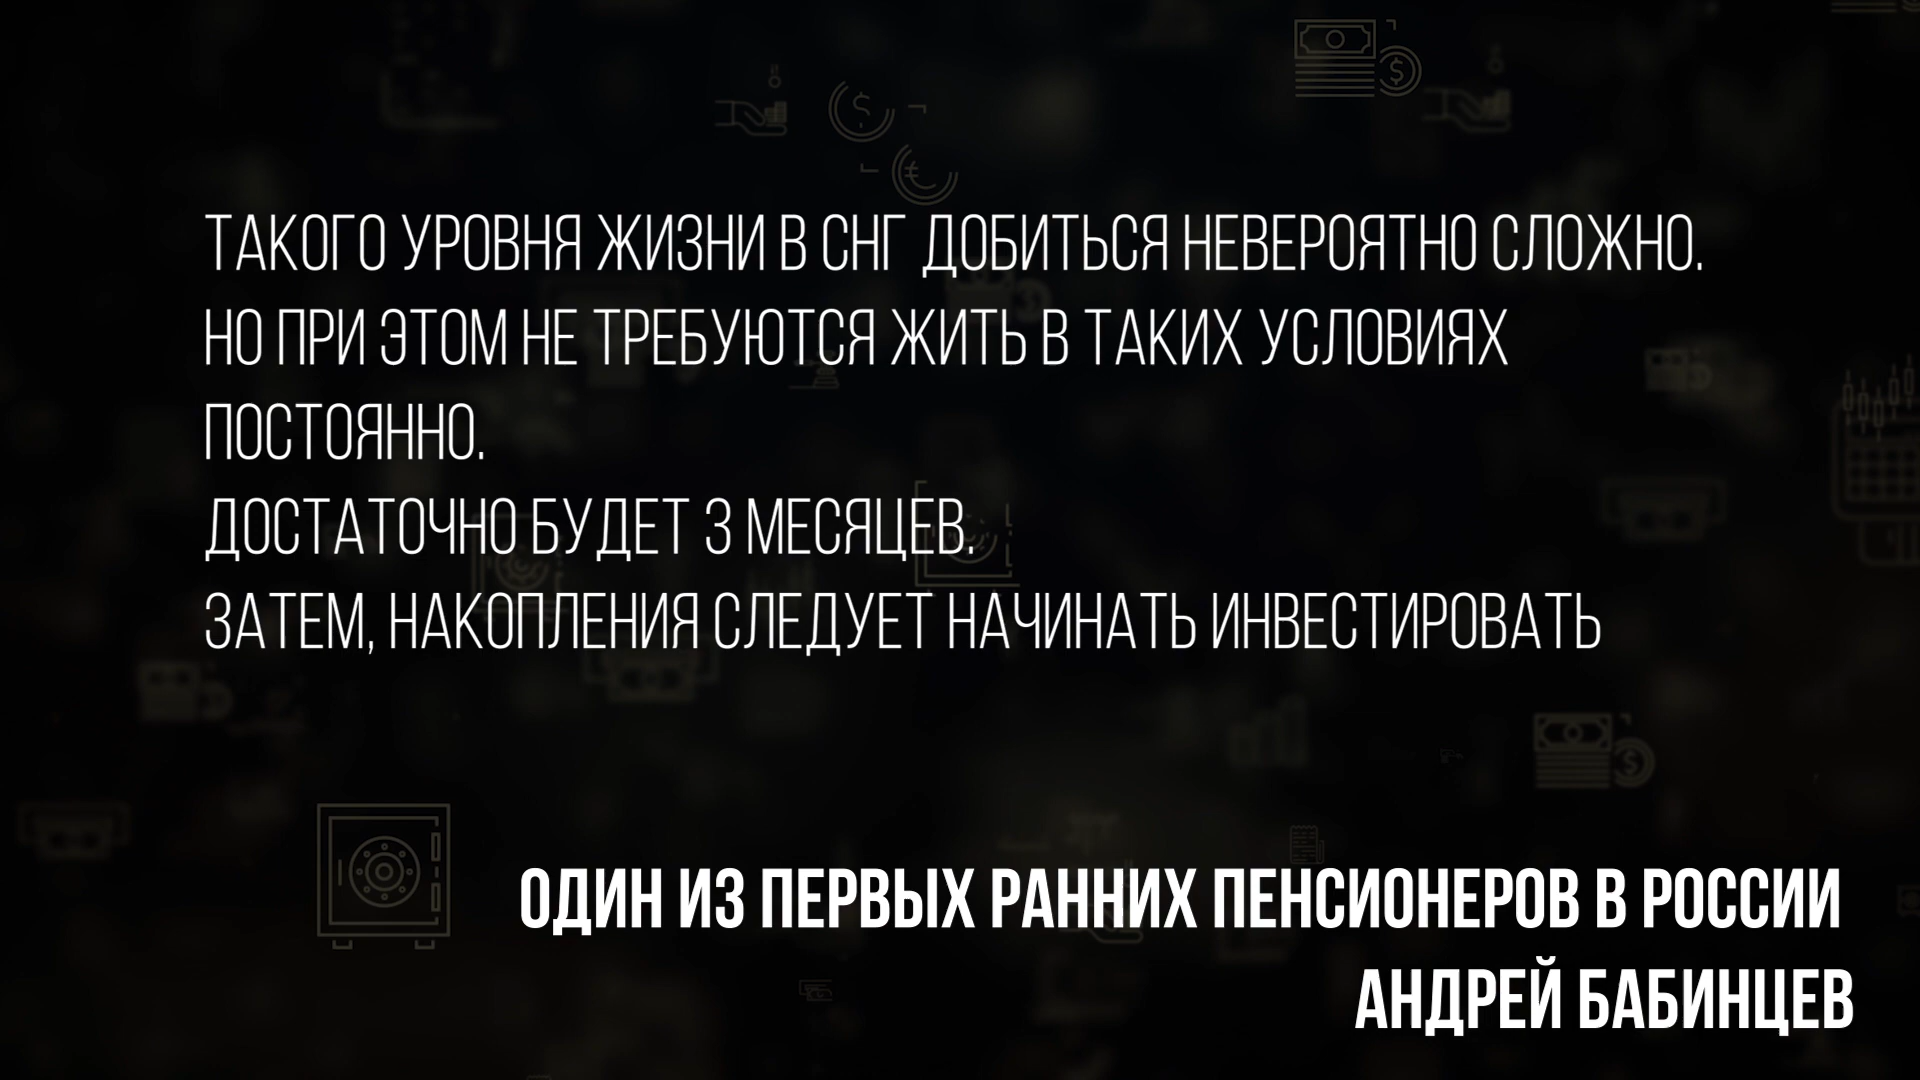 ТАКОГО УРОВНЯ ЖИЗНИ В СНГ ДОБИТЬСЯ НЕВЕРОЯТНО СЛОЖНО.
НО ПРИ ЭТОМ НЕ ТРЕБУЮТСЯ ЖИТЬ В ТАКИХ УСЛОВИЯХ
ПОСТОЯННО.
ДОСТАТОЧНО БУДЕТ 3 МЕСЯЦЕВ.
ЗАТЕМ, НАКОПЛЕНИЯ СЛЕДУЕТ НАЧИНАТЬ ИНВЕСТИРОВАТЬ
ОДИН ИЗ ПЕРВЫХ РАННИХ ПЕНСИОНЕРОВ В РОССИИ
АНДРЕЙ БАБИНЦЕВ